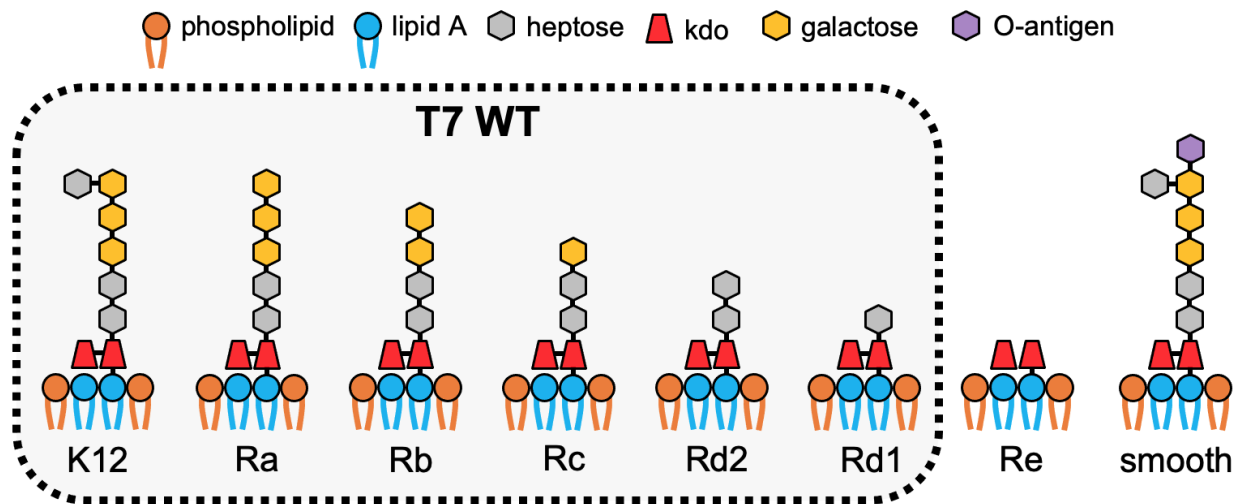 phospholipid lipid A heptose kdo galactose O-antigen
T7 WT
K12 Ra Rb Rc Rd2 Rd1 Re smooth